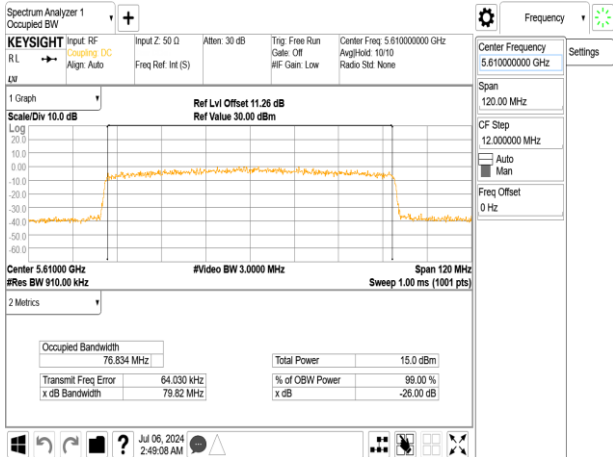 Spectrum Analyzer 1
Occupied BW
Frequency
KEYSIGHT
RL
Input: RF
Coupling: DC
Align: Auto
Input Z: 50 Ω
Freq Ref: Int (S)
Atten: 30 dB
Trig: Free Run
Gate: Off
#IF Gain: Low
Center Freq: 5.610000000 GHz
Avg|Hold: 10/10
Radio Std: None
Center Frequency
5.610000000 GHz
Settings
Span
120.00 MHz
CF Step
12.000000 MHz
Auto
Man
Freq Offset
0 Hz
1 Graph
Scale/Div 10.0 dB
Ref Lvl Offset 11.26 dB
Ref Value 30.00 dBm
Log
20.0
10.0
0.00
-10.0
-20.0
-30.0
-40.0
-50.0
-60.0
Center 5.61000 GHz
#Res BW 910.00 kHz
#Video BW 3.0000 MHz
Span 120 MHz
Sweep 1.00 ms (1001 pts)
2 Metrics
Occupied Bandwidth
76.834 MHz
Total Power 15.0 dBm
Transmit Freq Error 64.030 kHz
% of OBW Power 99.00 %
x dB Bandwidth 79.82 MHz
x dB -26.00 dB
Jul 06, 2024
2:49:08 AM